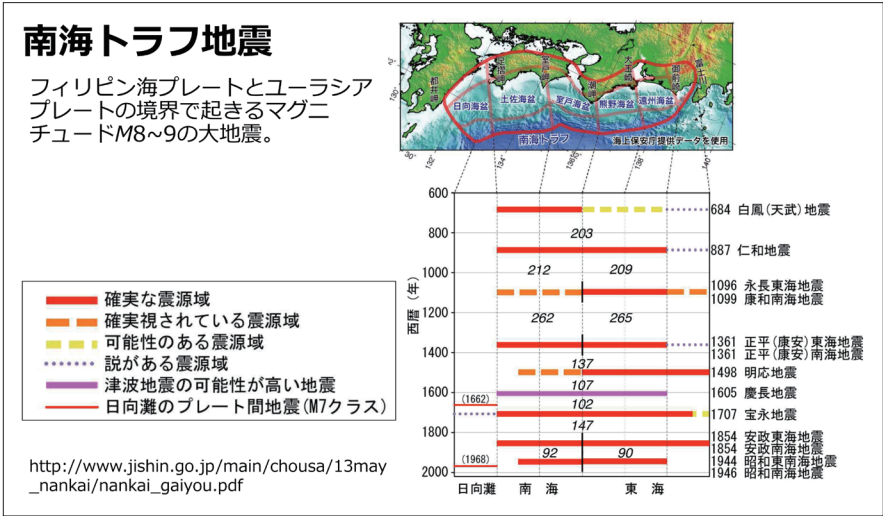 南海トラフ地震
フィリピン海プレートとユーラシア
プレートの境界で起きるマグニ
チュードM8~9の大地震。
都井岬
足摺岬
室戸岬
潮岬
大王崎
御前崎
富士川
日向海盆
土佐海盆
室戸海盆
熊野海盆
遠州海盆
南海トラフ
海上保安庁提供データを使用
30°
132°
134°
136°
138°
140°
確実な震源域
確実視されている震源域
可能性のある震源域
説がある震源域
津波地震の可能性が高い地震
日向灘のプレート間地震(M7クラス)
西暦(年)
600
800
1000
1200
1400
1600
1800
2000
203
212
209
262
265
137
107
102
147
92
90
(1662)
(1968)
684 白鳳(天武)地震
887 仁和地震
1096 永長東海地震
1099 康和南海地震
1361 正平(康安)東海地震
1361 正平(康安)南海地震
1498 明応地震
1605 慶長地震
1707 宝永地震
1854 安政東海地震
1854 安政南海地震
1944 昭和東南海地震
1946 昭和南海地震
日向灘 南 海 東 海
http://www.jishin.go.jp/main/chousa/13may
_nankai/nankai_gaiyou.pdf